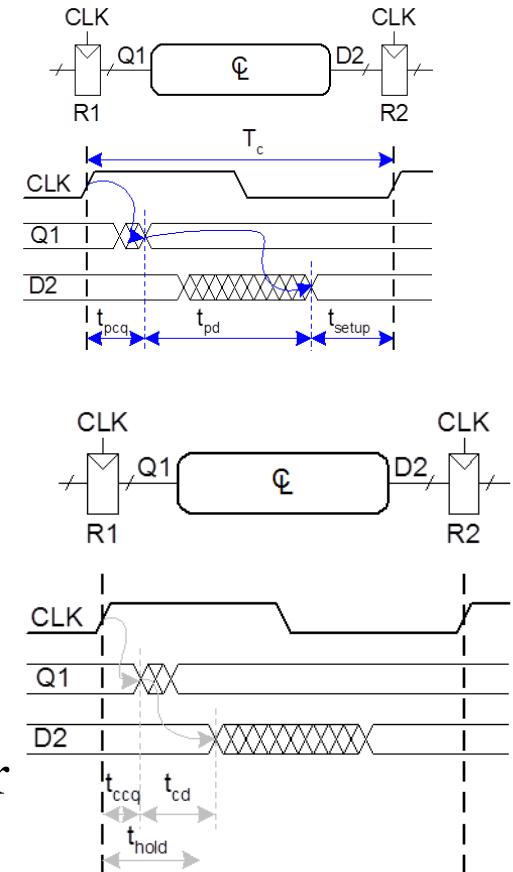 CLK CLK
Q1 CL D2
R1 R2
Tc
CLK
Q1
D2
tpcq tpd tsetup
CLK CLK
Q1 CL D2
R1 R2
CLK
Q1
D2
r
tccq tcd
thold